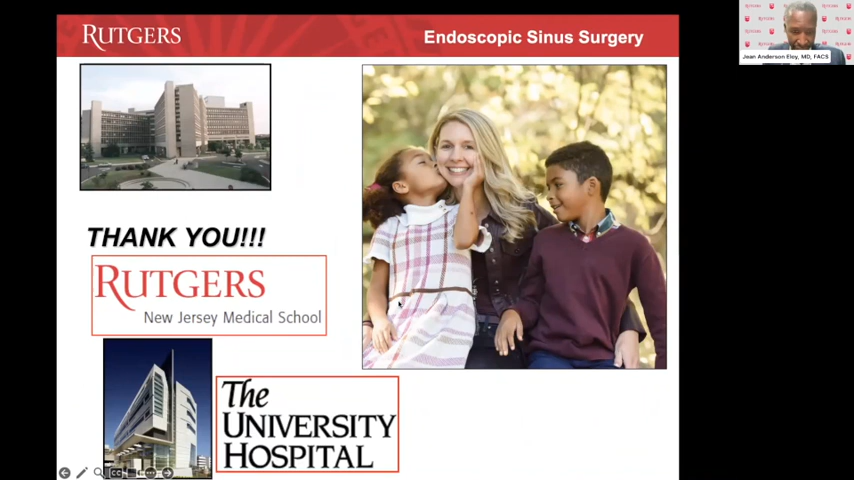 RUTGERS
Endoscopic Sinus Surgery
Jean Anderson Eloy, MD, FACS
THANK YOU!!!
RUTGERS
New Jersey Medical School
The
UNIVERSITY
HOSPITAL
CC